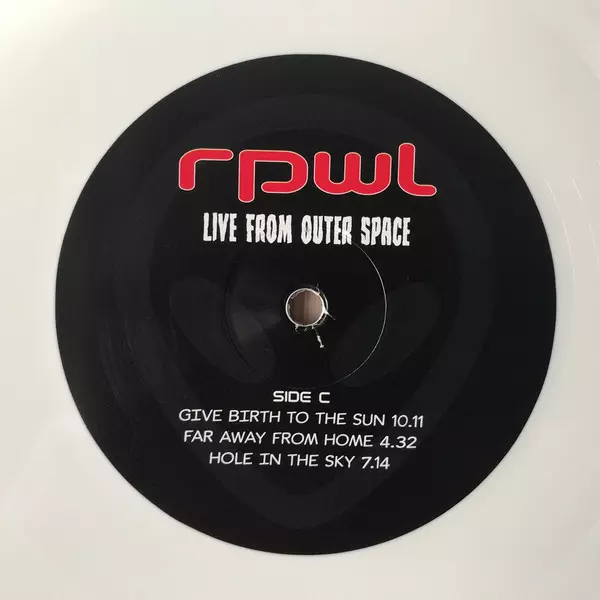 rpwl
LIVE FROM OUTER SPACE
SIDE C
GIVE BIRTH TO THE SUN 10.11
FAR AWAY FROM HOME 4.32
HOLE IN THE SKY 7.14